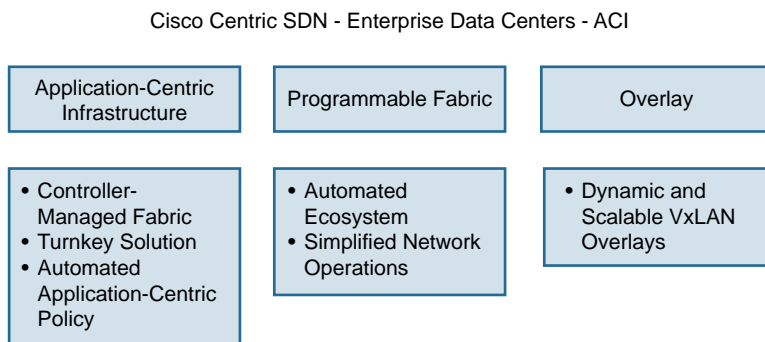 Cisco Centric SDN - Enterprise Data Centers - ACI
Application-Centric
Infrastructure
Programmable Fabric
Overlay
• Controller-
Managed Fabric
• Turnkey Solution
• Automated
Application-Centric
Policy
• Automated
Ecosystem
• Simplified Network
Operations
• Dynamic and
Scalable VxLAN
Overlays